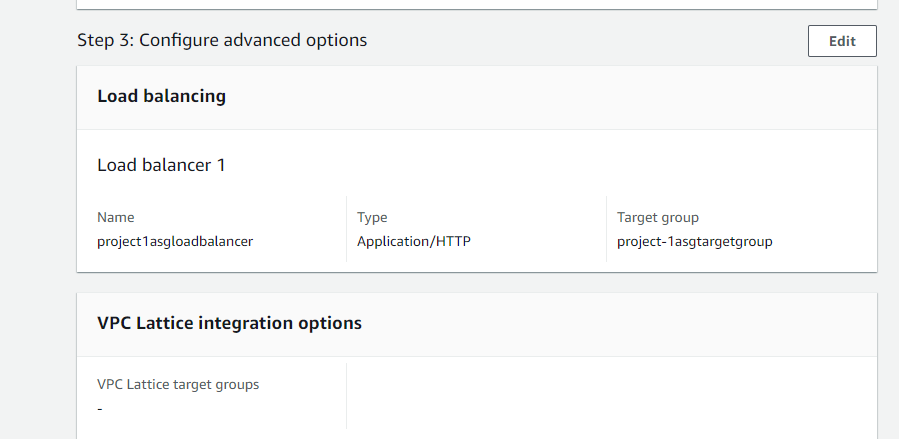 Step 3: Configure advanced options
Edit
Load balancing
Load balancer 1
Name
Type
Target group
project1asgloadbalancer
Application/HTTP
project-1asgtargetgroup
VPC Lattice integration options
VPC Lattice target groups
-